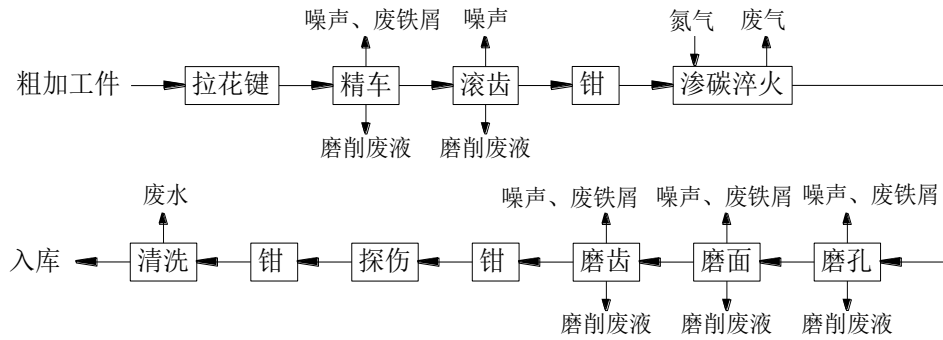 噪声、废铁屑 噪声 氮气 废气
粗加工件 拉花键 精车 滚齿 钳 渗碳淬火
磨削废液 磨削废液
废水 噪声、废铁屑 噪声、废铁屑 噪声、废铁屑
入库 清洗 钳 探伤 钳 磨齿 磨面 磨孔
磨削废液 磨削废液 磨削废液